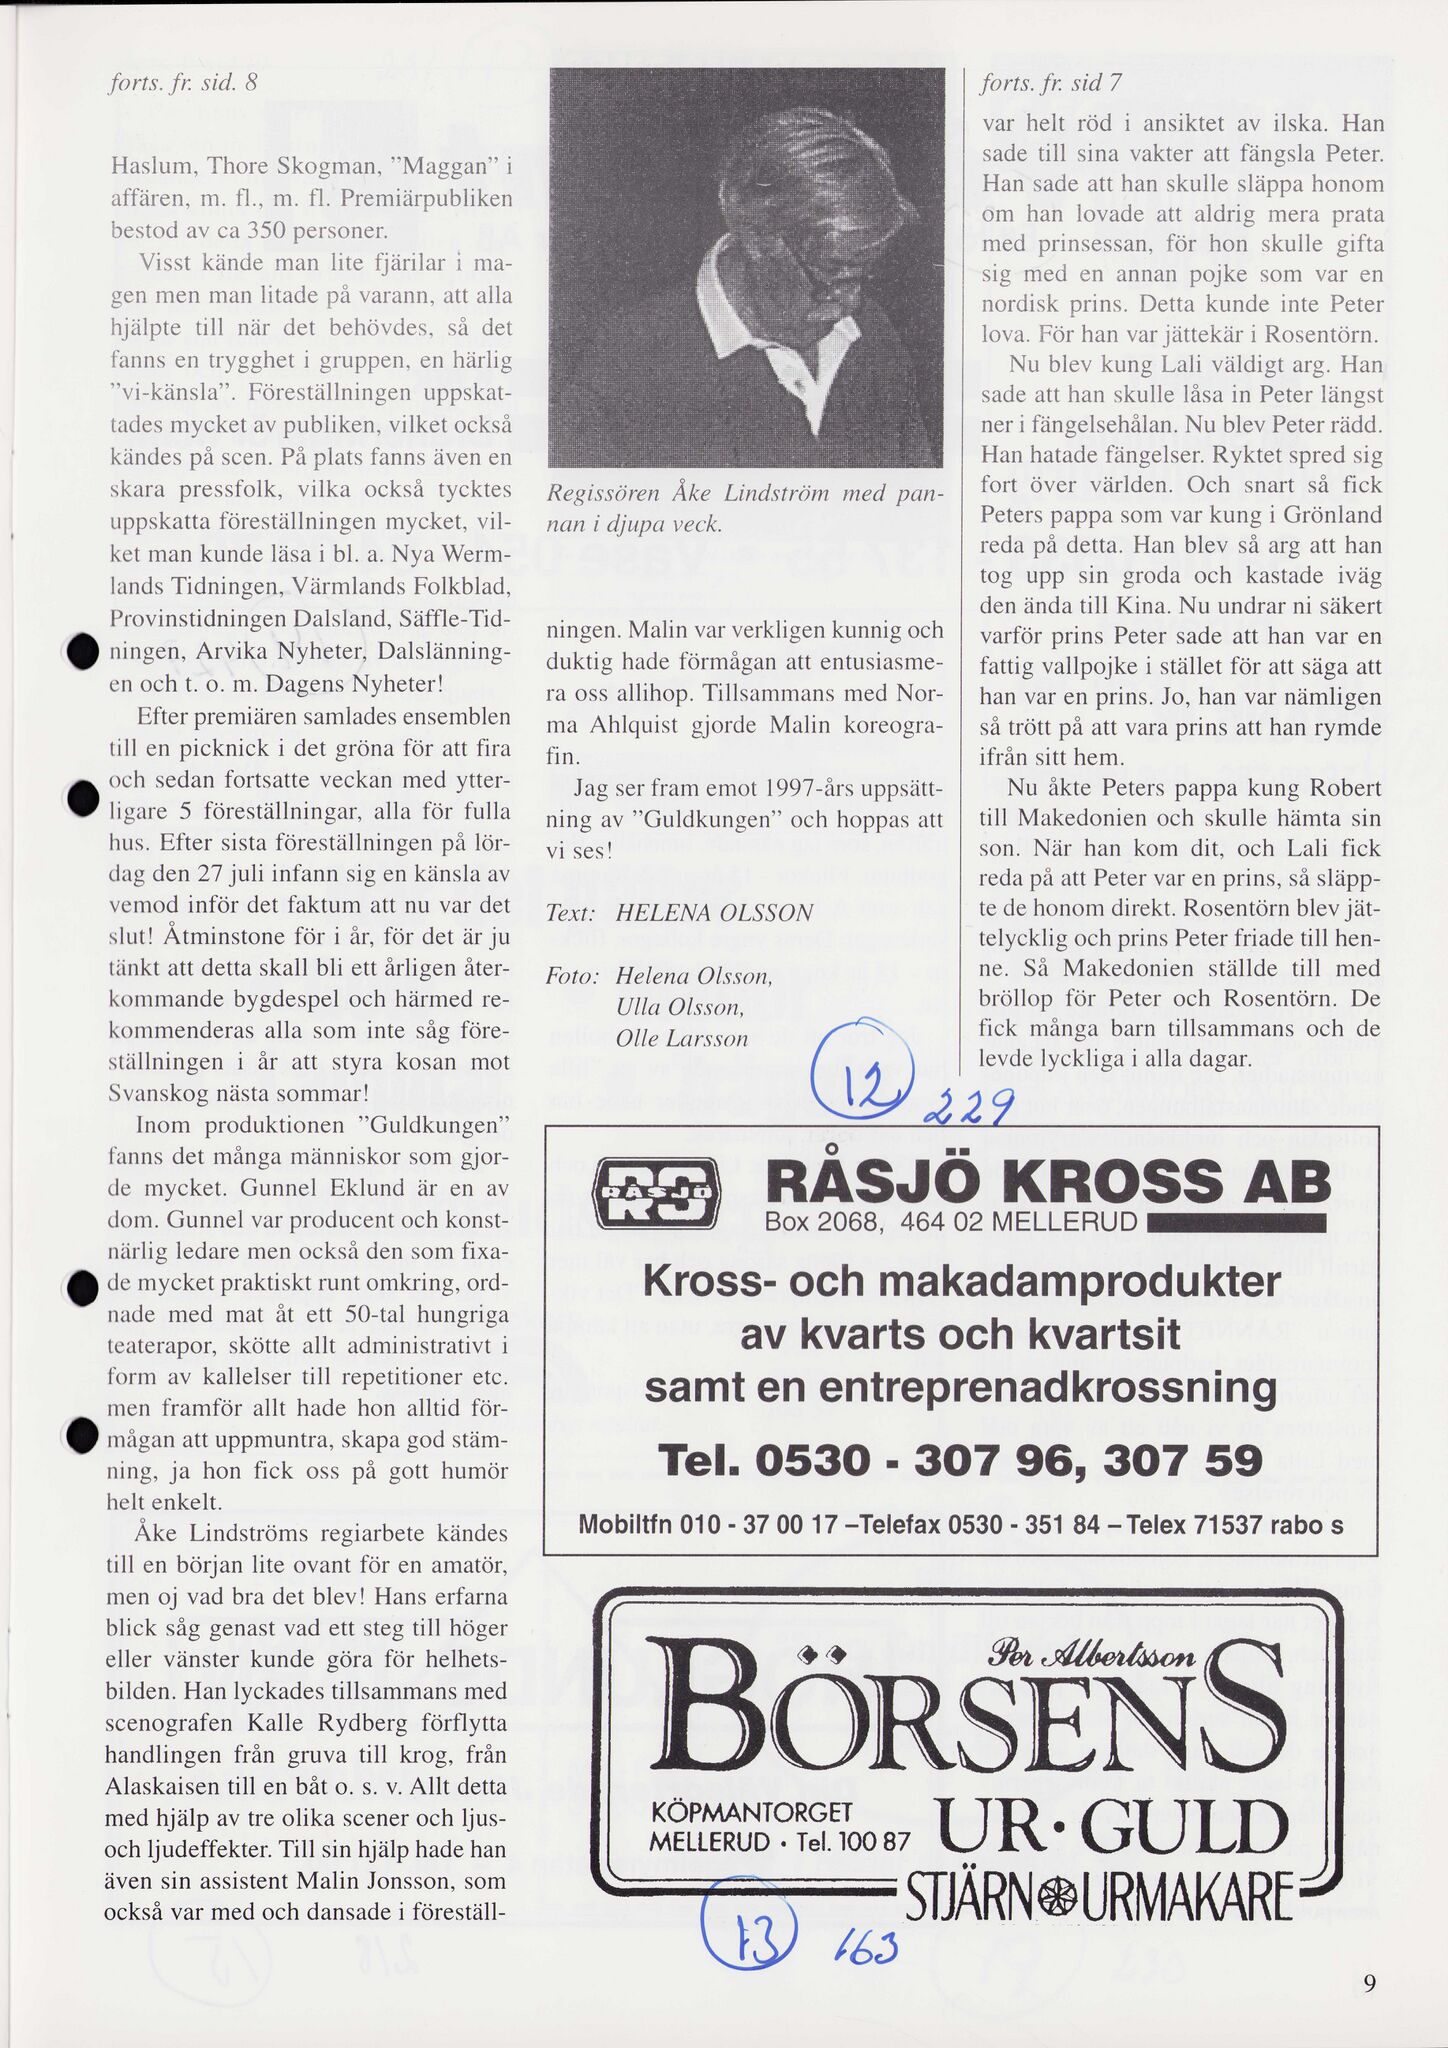 forts. fr. sid. 8
Haslum, Thore Skogman, ”Maggan” i
affären, m. fl., m. fl. Premiärpubliken
bestod av ca 350 personer.
Visst kände man lite fjärilar i ma-
gen men man litade på varann, att alla
hjälpte till när det behövdes, så det
fanns en trygghet i gruppen, en härlig
”vi-känsla”. Föreställningen uppskat-
tades mycket av publiken, vilket också
kändes på scen. På plats fanns även en
skara pressfolk, vilka också tycktes
uppskatta föreställningen mycket, vil-
ket man kunde läsa i bl. a. Nya Werm-
lands Tidningen, Värmlands Folkblad,
Provinstidningen Dalsland, Säffle-Tid-
ningen, Arvika Nyheter, Dalslänning-
en och t. o. m. Dagens Nyheter!
Efter premiären samlades ensemblen
till en picknick i det gröna för att fira
och sedan fortsatte veckan med ytter-
ligare 5 föreställningar, alla för fulla
hus. Efter sista föreställningen på lör-
dag den 27 juli infann sig en känsla av
vemod inför det faktum att nu var det
slut! Åtminstone för i år, för det är ju
tänkt att detta skall bli ett årligen åter-
kommande bygdespel och härmed re-
kommenderas alla som inte såg före-
ställningen i år att styra kosan mot
Svanskog nästa sommar!
Inom produktionen ”Guldkungen”
fanns det många människor som gjor-
de mycket. Gunnel Eklund är en av
dom. Gunnel var producent och konst-
närlig ledare men också den som fixa-
de mycket praktiskt runt omkring, ord-
nade med mat åt ett 50-tal hungriga
teaterapor, skötte allt administrativt i
form av kallelser till repetitioner etc.
men framför allt hade hon alltid för-
mågan att uppmuntra, skapa god stäm-
ning, ja hon fick oss på gott humör
helt enkelt.
Åke Lindströms regiarbete kändes
till en början lite ovant för en amatör,
men oj vad bra det blev! Hans erfarna
blick såg genast vad ett steg till höger
eller vänster kunde göra för helhets-
bilden. Han lyckades tillsammans med
scenografen Kalle Rydberg förflytta
handlingen från gruva till krog, från
Alaskaisen till en båt o. s. v. Allt detta
med hjälp av tre olika scener och ljus-
och ljudeffekter. Till sin hjälp hade han
även sin assistent Malin Jonsson, som
också var med och dansade i föreställ-
Regissören Åke Lindström med pan-
nan i djupa veck.
ningen. Malin var verkligen kunnig och
duktig hade förmågan att entusiasme-
ra oss allihop. Tillsammans med Nor-
ma Ahlquist gjorde Malin koreogra-
fin.
Jag ser fram emot 1997-års uppsätt-
ning av ”Guldkungen” och hoppas att
vi ses!
Text: HELENA OLSSON
Foto: Helena Olsson,
Ulla Olsson,
Olle Larsson
forts. fr. sid 7
var helt röd i ansiktet av ilska. Han
sade till sina vakter att fängsla Peter.
Han sade att han skulle släppa honom
om han lovade att aldrig mera prata
med prinsessan, för hon skulle gifta
sig med en annan pojke som var en
nordisk prins. Detta kunde inte Peter
lova. För han var jättekär i Rosentörn.
Nu blev kung Lali väldigt arg. Han
sade att han skulle låsa in Peter längst
ner i fängelsehålan. Nu blev Peter rädd.
Han hatade fängelser. Ryktet spred sig
fort över världen. Och snart så fick
Peters pappa som var kung i Grönland
reda på detta. Han blev så arg att han
tog upp sin groda och kastade iväg
den ända till Kina. Nu undrar ni säkert
varför prins Peter sade att han var en
fattig vallpojke i stället för att säga att
han var en prins. Jo, han var nämligen
så trött på att vara prins att han rymde
ifrån sitt hem.
Nu åkte Peters pappa kung Robert
till Makedonien och skulle hämta sin
son. När han kom dit, och Lali fick
reda på att Peter var en prins, så släpp-
te de honom direkt. Rosentörn blev jät-
telycklig och prins Peter friade till hen-
ne. Så Makedonien ställde till med
bröllop för Peter och Rosentörn. De
fick många barn tillsammans och de
levde lyckliga i alla dagar.
12 229
RÅSJÖ
RÅSJÖ KROSS AB
Box 2068, 464 02 MELLERUD
Kross- och makadamprodukter
av kvarts och kvartsit
samt en entreprenadkrossning
Tel. 0530 - 307 96, 307 59
Mobiltfn 010 - 37 00 17 –Telefax 0530 - 351 84 – Telex 71537 rabo s
Per Albertsson
BÖRSENS
KÖPMANTORGET
MELLERUD · Tel. 100 87
UR · GULD
STJÄRN URMAKARE
13 163
9